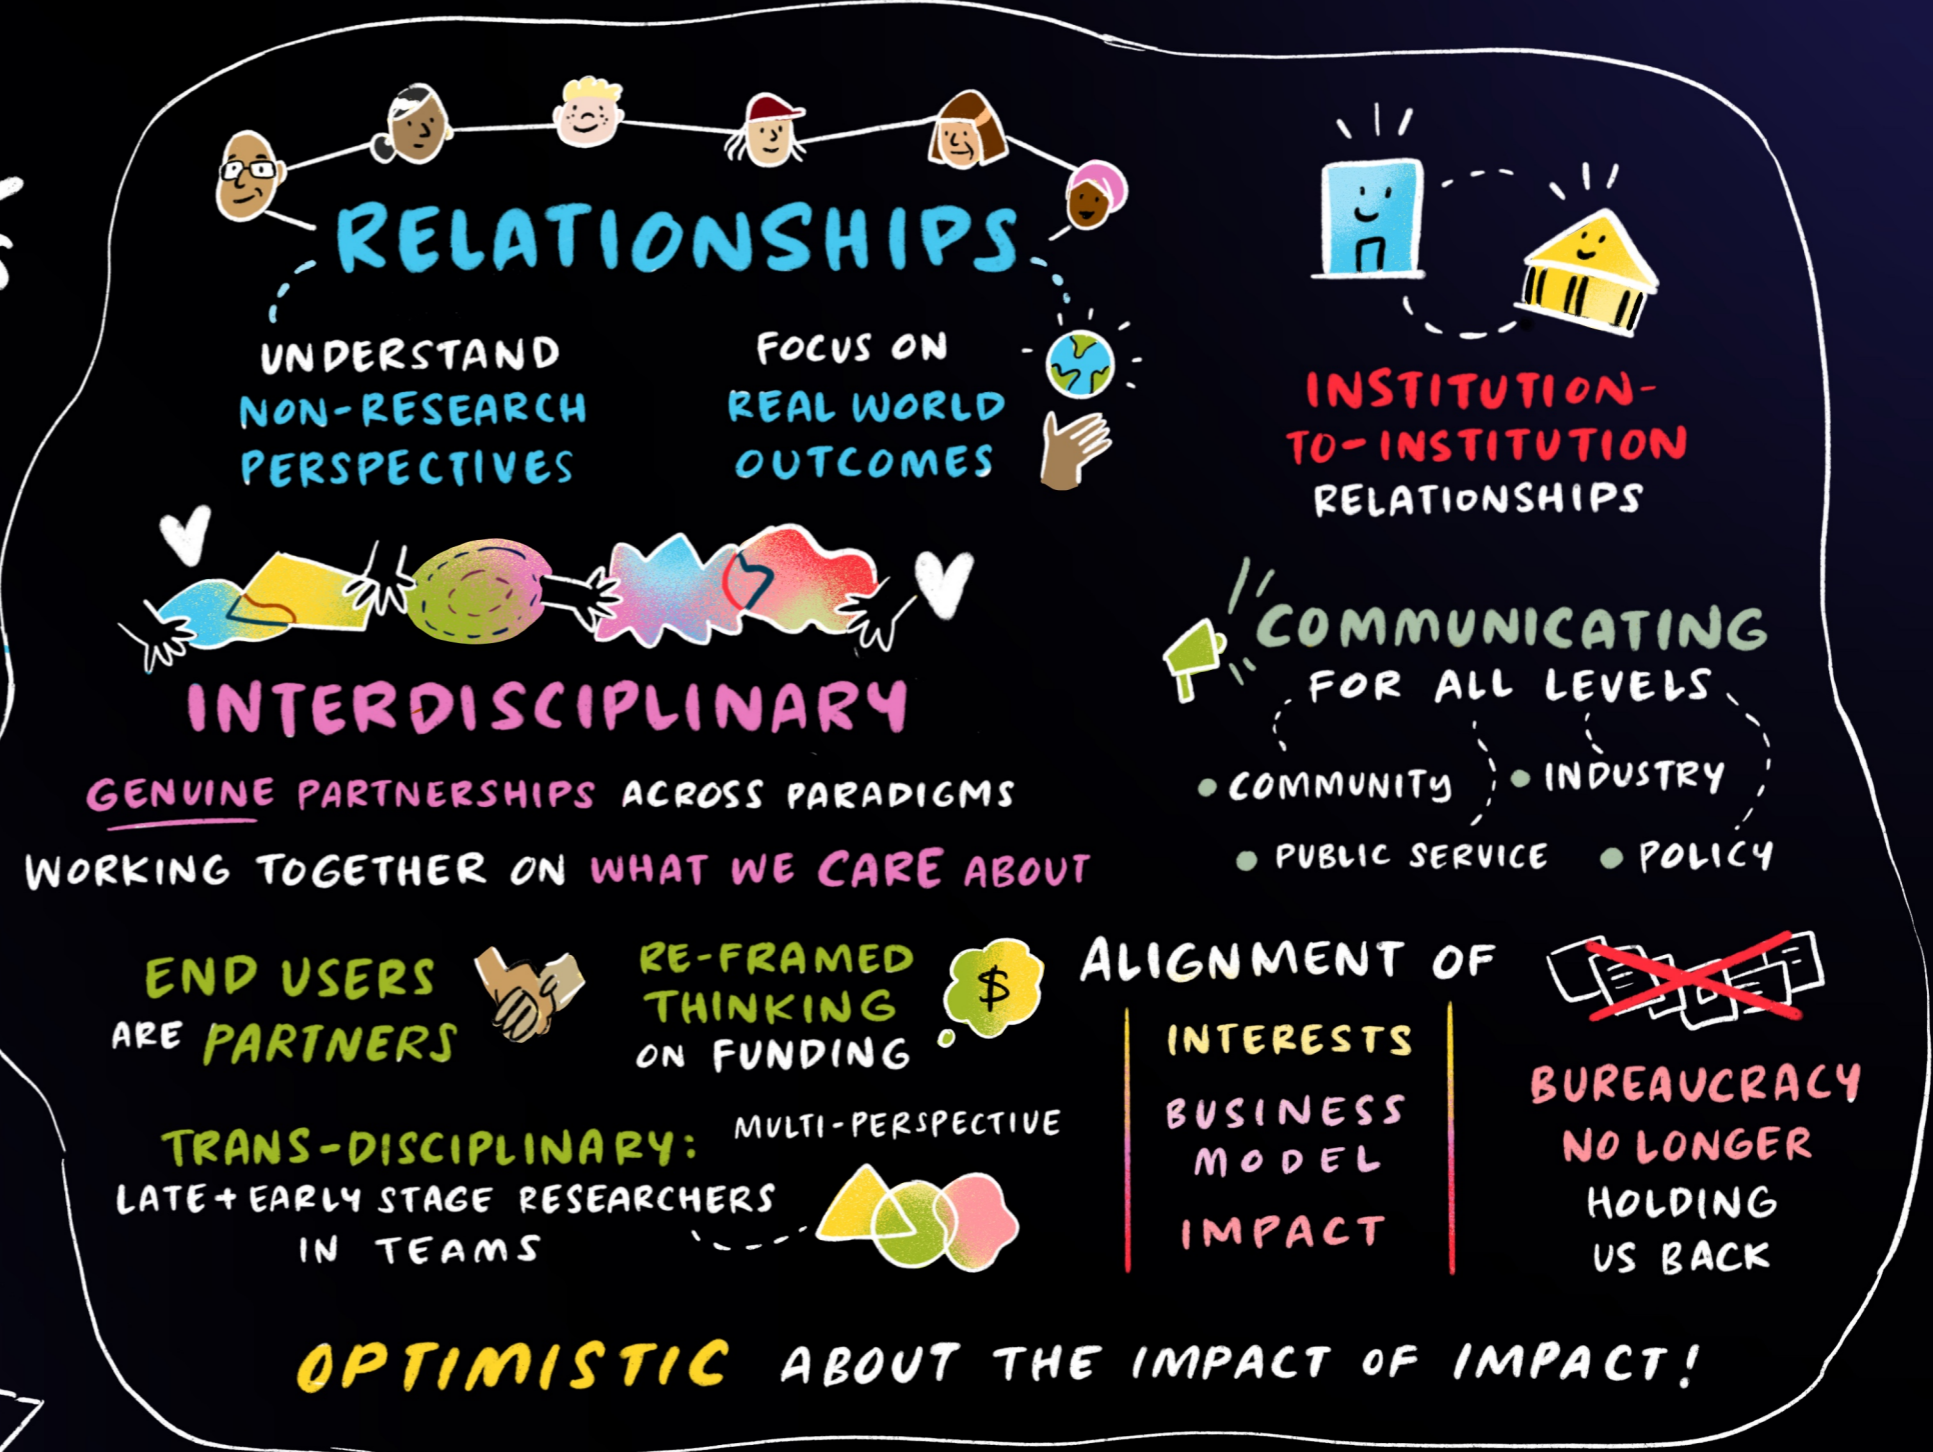 RELATIONSHIPS
UNDERSTAND
NON-RESEARCH
PERSPECTIVES
FOCUS ON
REAL WORLD
OUTCOMES
INSTITUTION-
TO-INSTITUTION
RELATIONSHIPS
INTERDISCIPLINARY
GENUINE PARTNERSHIPS ACROSS PARADIGMS
WORKING TOGETHER ON WHAT WE CARE ABOUT
COMMUNICATING
FOR ALL LEVELS
• COMMUNITY
• INDUSTRY
• PUBLIC SERVICE
• POLICY
END USERS
ARE PARTNERS
RE-FRAMED
THINKING
ON FUNDING
$
TRANS-DISCIPLINARY:
LATE + EARLY STAGE RESEARCHERS
IN TEAMS
MULTI-PERSPECTIVE
ALIGNMENT OF
INTERESTS
BUSINESS
MODEL
IMPACT
BUREAUCRACY
NO LONGER
HOLDING
US BACK
OPTIMISTIC ABOUT THE IMPACT OF IMPACT!